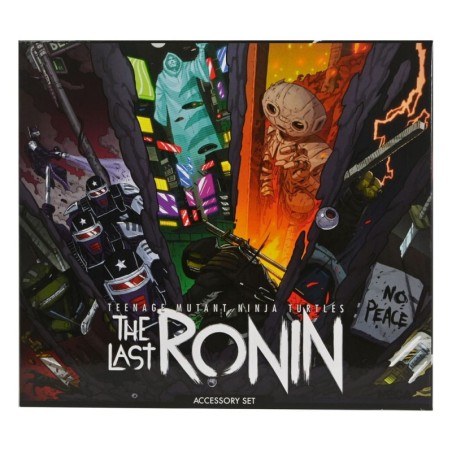 NO
PEACE
TEENAGE MUTANT NINJA TURTLES
THE LAST RONIN
ACCESSORY SET